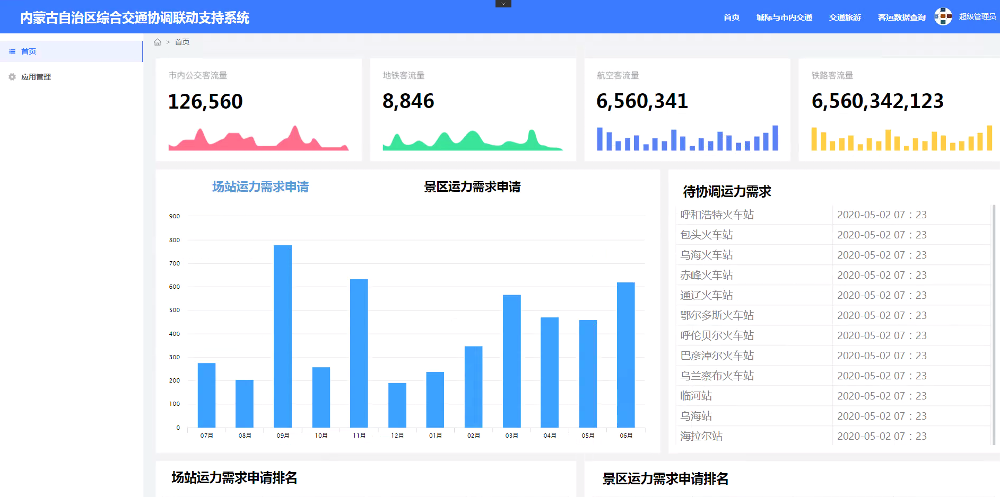 内蒙古自治区综合交通协调联动支持系统
首页
城际与市内交通
交通旅游
客运数据查询
超级管理员
首页
应用管理
> 首页
市内公交客流量
126,560
地铁客流量
8,846
航空客流量
6,560,341
铁路客流量
6,560,342,123
场站运力需求申请
景区运力需求申请
900
800
700
600
500
400
300
200
100
0
07月
08月
09月
10月
11月
12月
01月
02月
03月
04月
05月
06月
待协调运力需求
呼和浩特火车站 2020-05-02 07：23
包头火车站 2020-05-02 07：23
乌海火车站 2020-05-02 07：23
赤峰火车站 2020-05-02 07：23
通辽火车站 2020-05-02 07：23
鄂尔多斯火车站 2020-05-02 07：23
呼伦贝尔火车站 2020-05-02 07：23
巴彦淖尔火车站 2020-05-02 07：23
乌兰察布火车站 2020-05-02 07：23
临河站 2020-05-02 07：23
乌海站 2020-05-02 07：23
海拉尔站 2020-05-02 07：23
场站运力需求申请排名
景区运力需求申请排名